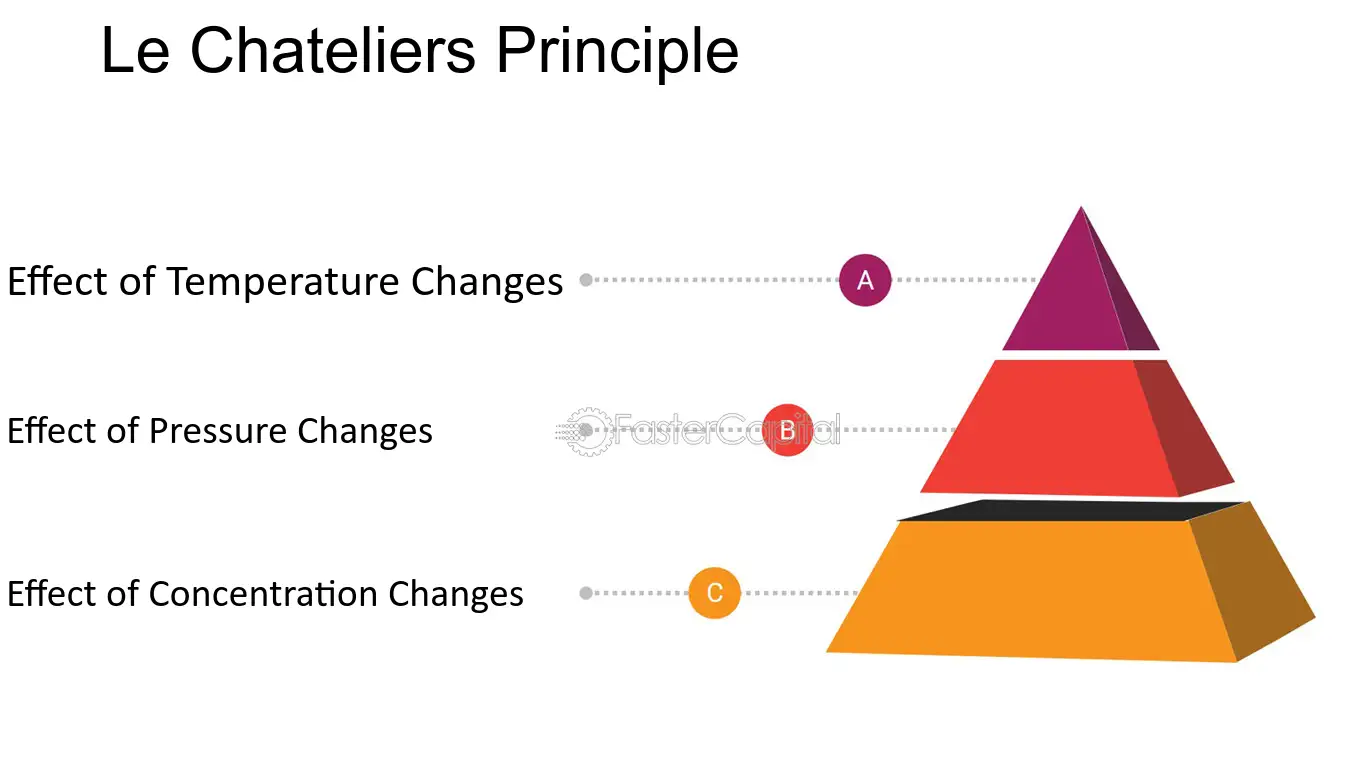 Le Chateliers Principle
Effect of Temperature Changes
A
Effect of Pressure Changes
FasterCapital
B
Effect of Concentration Changes
C